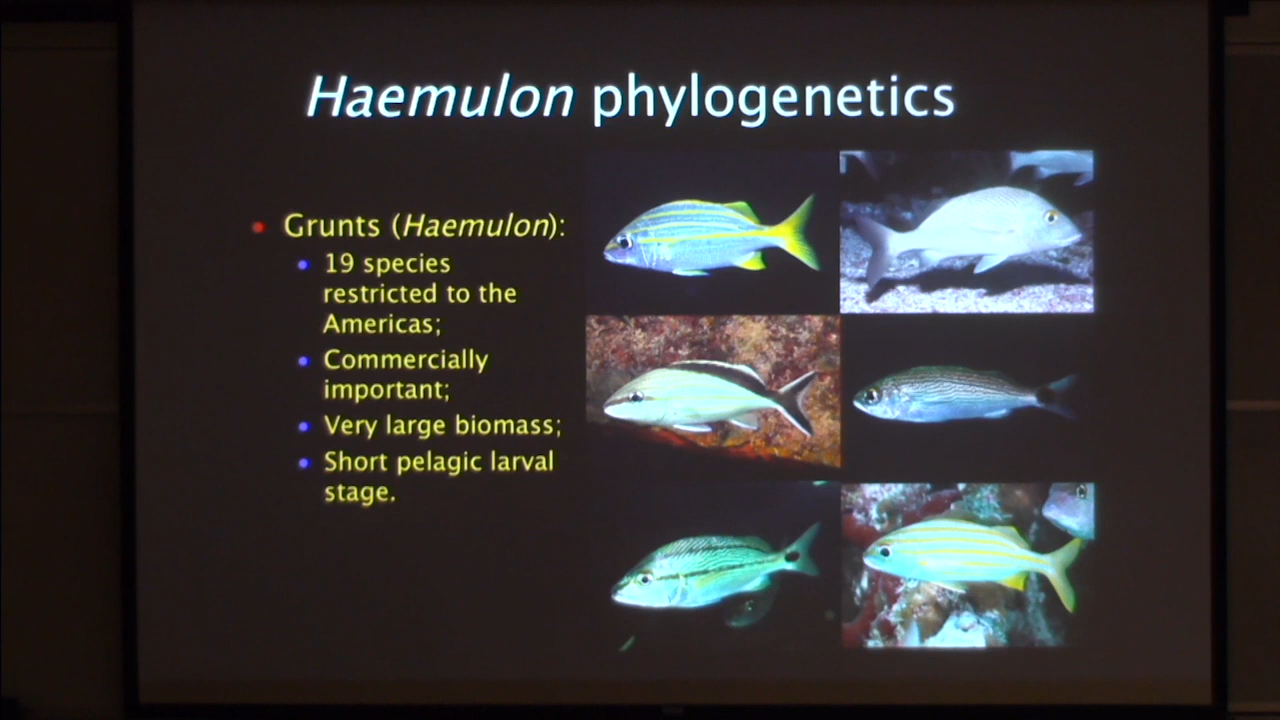 Haemulon phylogenetics
Grunts (Haemulon):
19 species
restricted to the
Americas;
Commercially
important;
Very large biomass;
Short pelagic larval
stage.